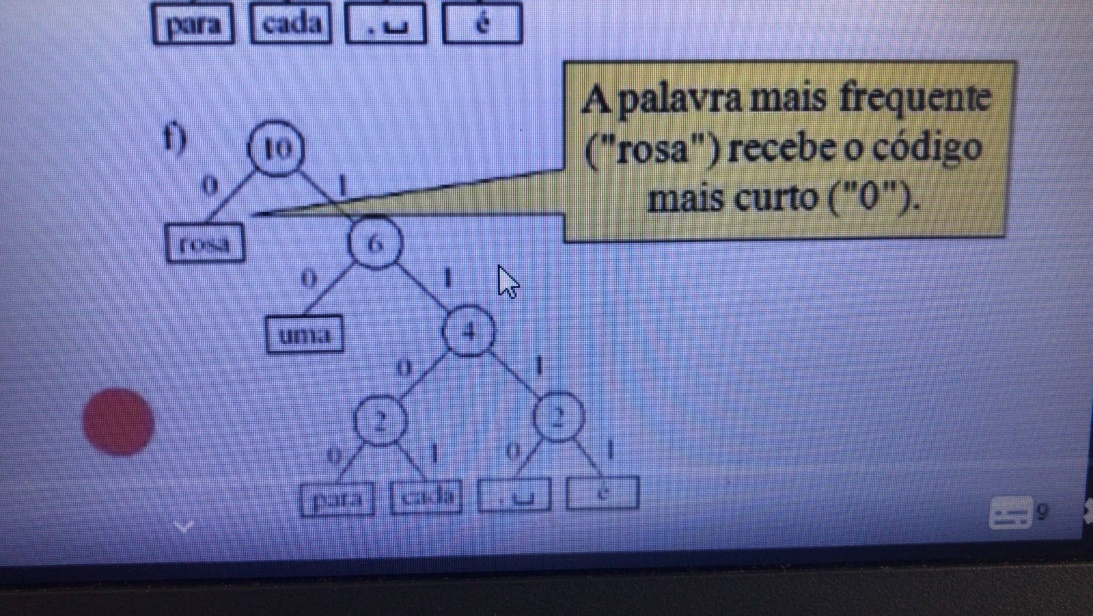 para cada . ␣ é
A palavra mais frequente
("rosa") recebe o código
mais curto ("0").
f) 10
0 1
rosa 6
0 1
uma 4
0 1
2 2
0 1 0 1
para cada . ␣ é
9